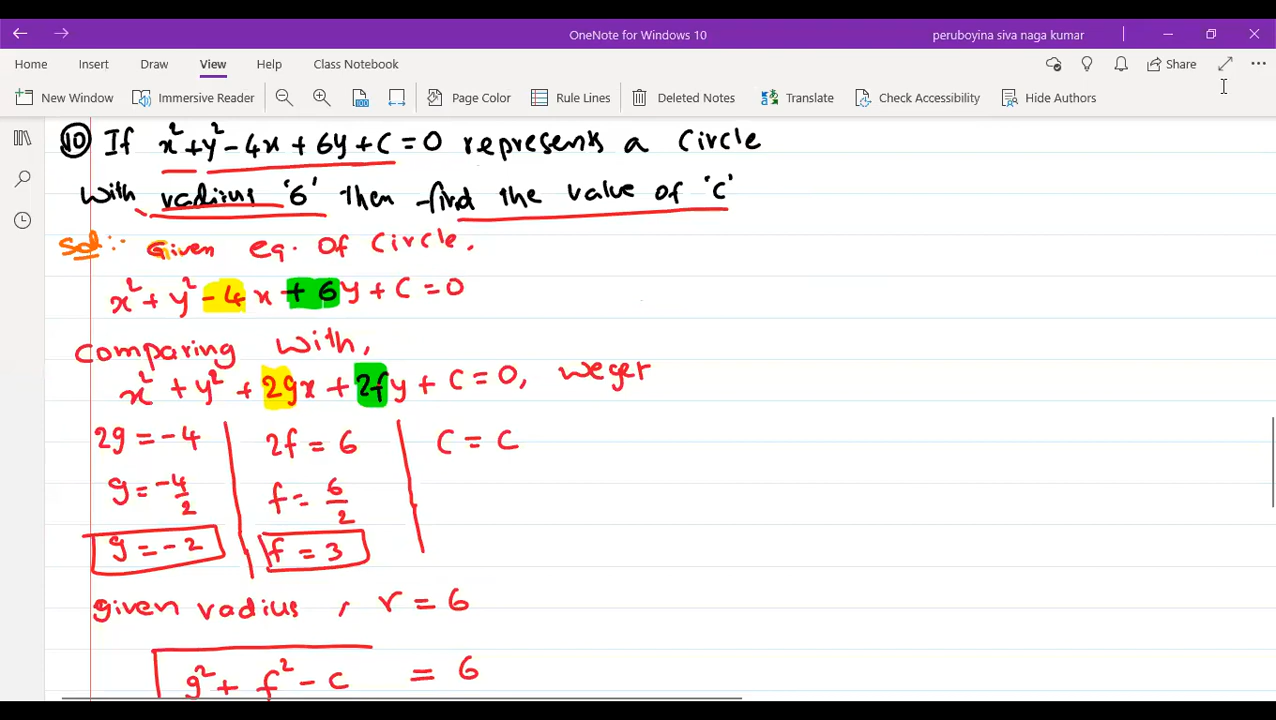 OneNote for Windows 10
peruboyina siva naga kumar
Home Insert Draw View Help Class Notebook Share
New Window Immersive Reader Page Color Rule Lines Deleted Notes Translate Check Accessibility Hide Authors
⑩ If x²+y²-4x+6y+C=0 represents a Circle
With radius '6' then find the value of 'c'
Sol:- Given eq. Of Circle.
x² + y² - 4x + 6y + C = 0
Comparing With,
x² + y² + 2gx + 2fy + C = 0, we get
2g = -4 | 2f = 6 | C = C
g = -4/2 | f = 6/2
g = -2 | f = 3
given radius, r = 6
√g² + f² - c = 6